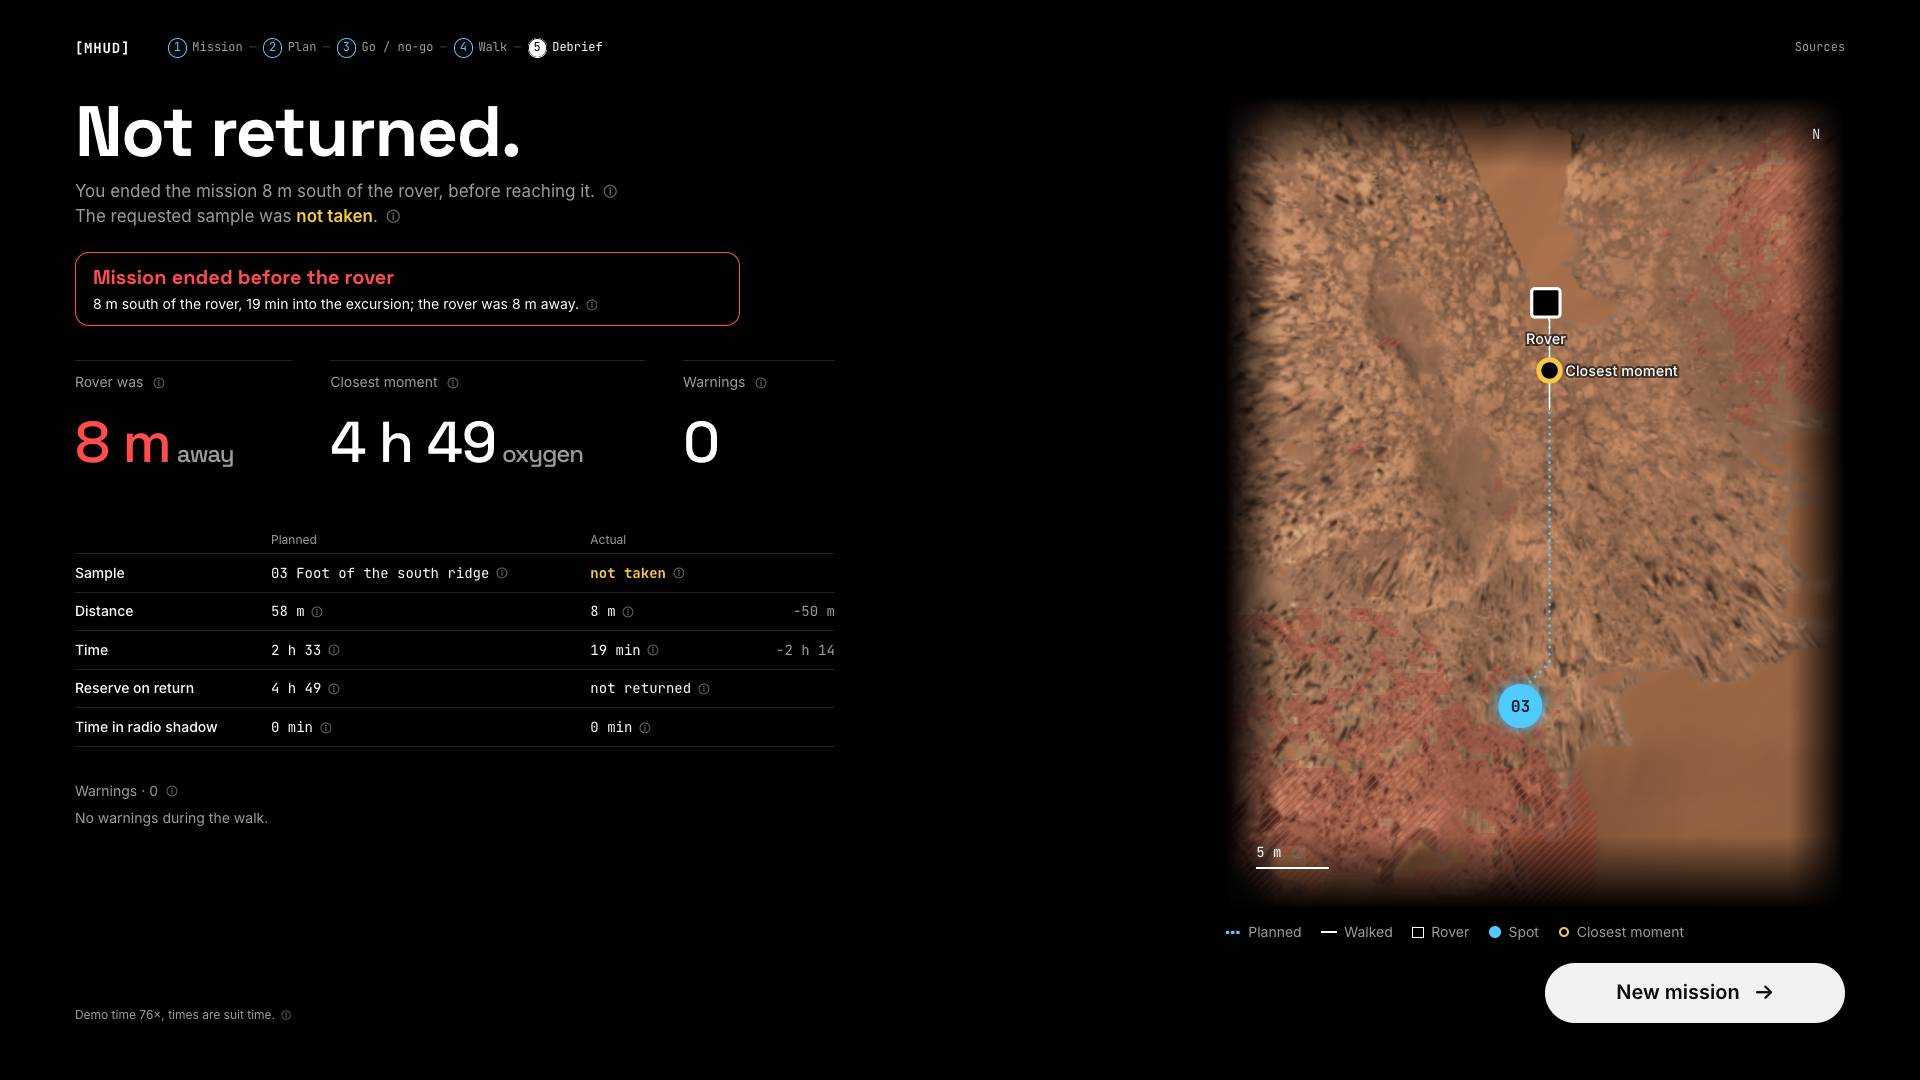 [MHUD] 1 Mission — 2 Plan — 3 Go / no-go — 4 Walk — 5 Debrief Sources
Not returned.
You ended the mission 8 m south of the rover, before reaching it.
The requested sample was not taken.
Mission ended before the rover
8 m south of the rover, 19 min into the excursion; the rover was 8 m away.
Rover was Closest moment Warnings
8 m away 4 h 49 oxygen 0
Planned Actual
Sample 03 Foot of the south ridge not taken
Distance 58 m 8 m -50 m
Time 2 h 33 19 min -2 h 14
Reserve on return 4 h 49 not returned
Time in radio shadow 0 min 0 min
Warnings · 0
No warnings during the walk.
Demo time 76×, times are suit time.
N
Rover
Closest moment
03
5 m
Planned Walked Rover Spot Closest moment
New mission →